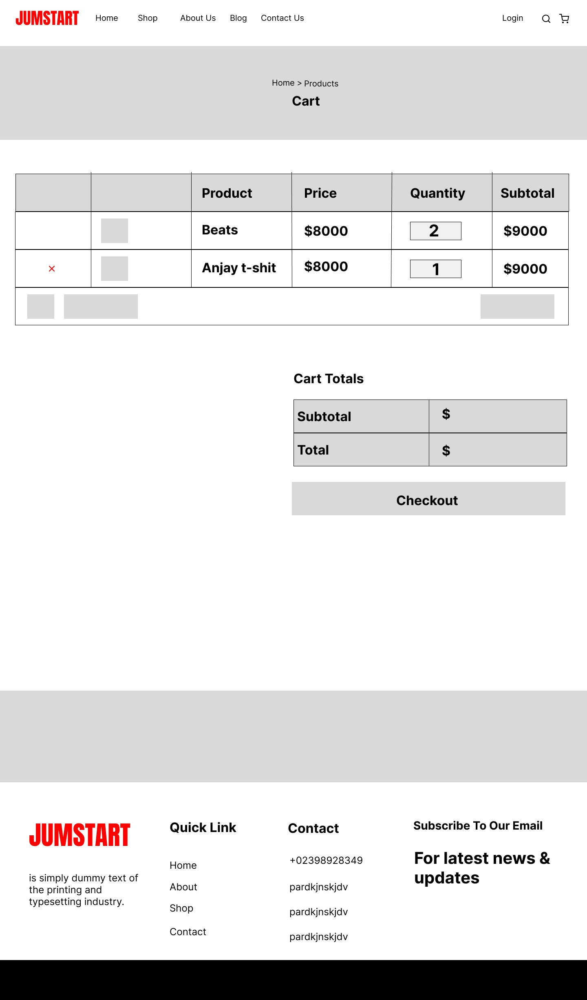 JUMSTART Home Shop About Us Blog Contact Us Login
Home > Products
Cart
Product Price Quantity Subtotal
Beats $8000 2 $9000
Anjay t-shit $8000 1 $9000
Cart Totals
Subtotal $
Total $
Checkout
JUMSTART
is simply dummy text of
the printing and
typesetting industry.
Quick Link
Home
About
Shop
Contact
Contact
+02398928349
pardkjnskjdv
pardkjnskjdv
pardkjnskjdv
Subscribe To Our Email
For latest news &
updates